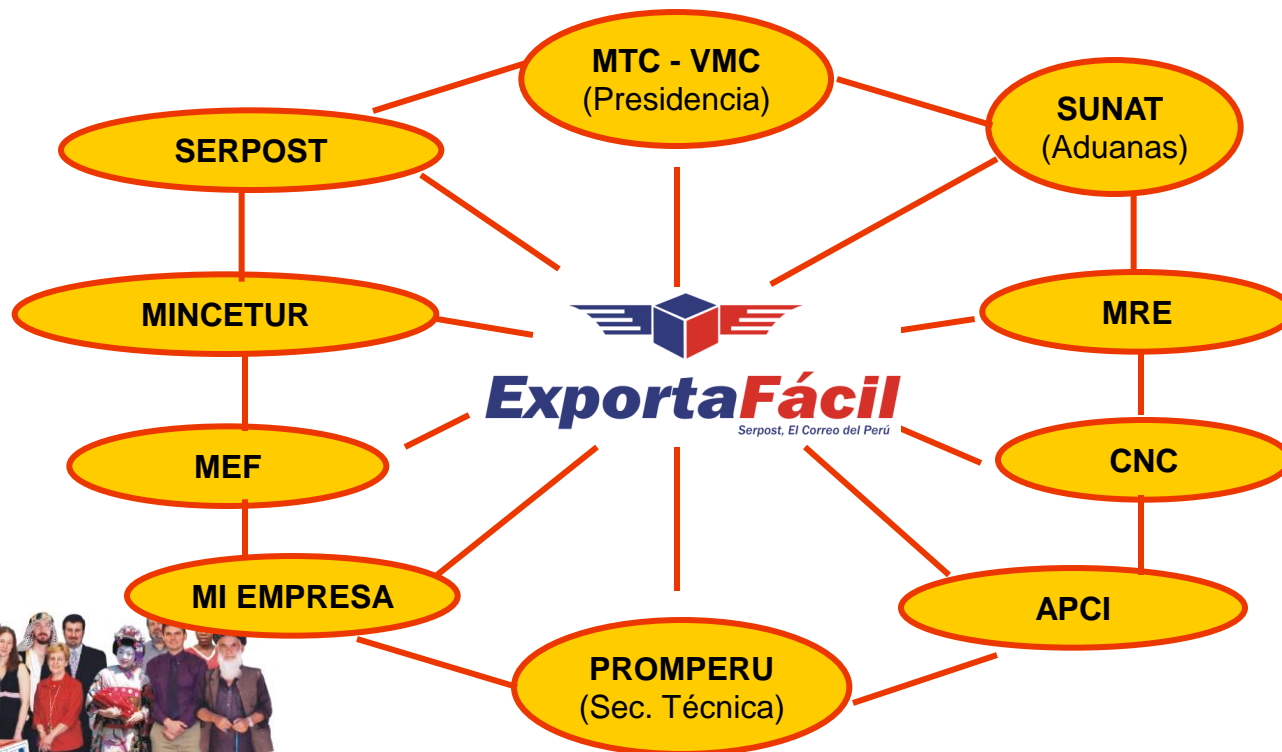 MTC - VMC
(Presidencia)
SUNAT
(Aduanas)
SERPOST
MINCETUR
MRE
ExportaFácil
Serpost, El Correo del Perú
MEF
CNC
MI EMPRESA
APCI
PROMPERU
(Sec. Técnica)